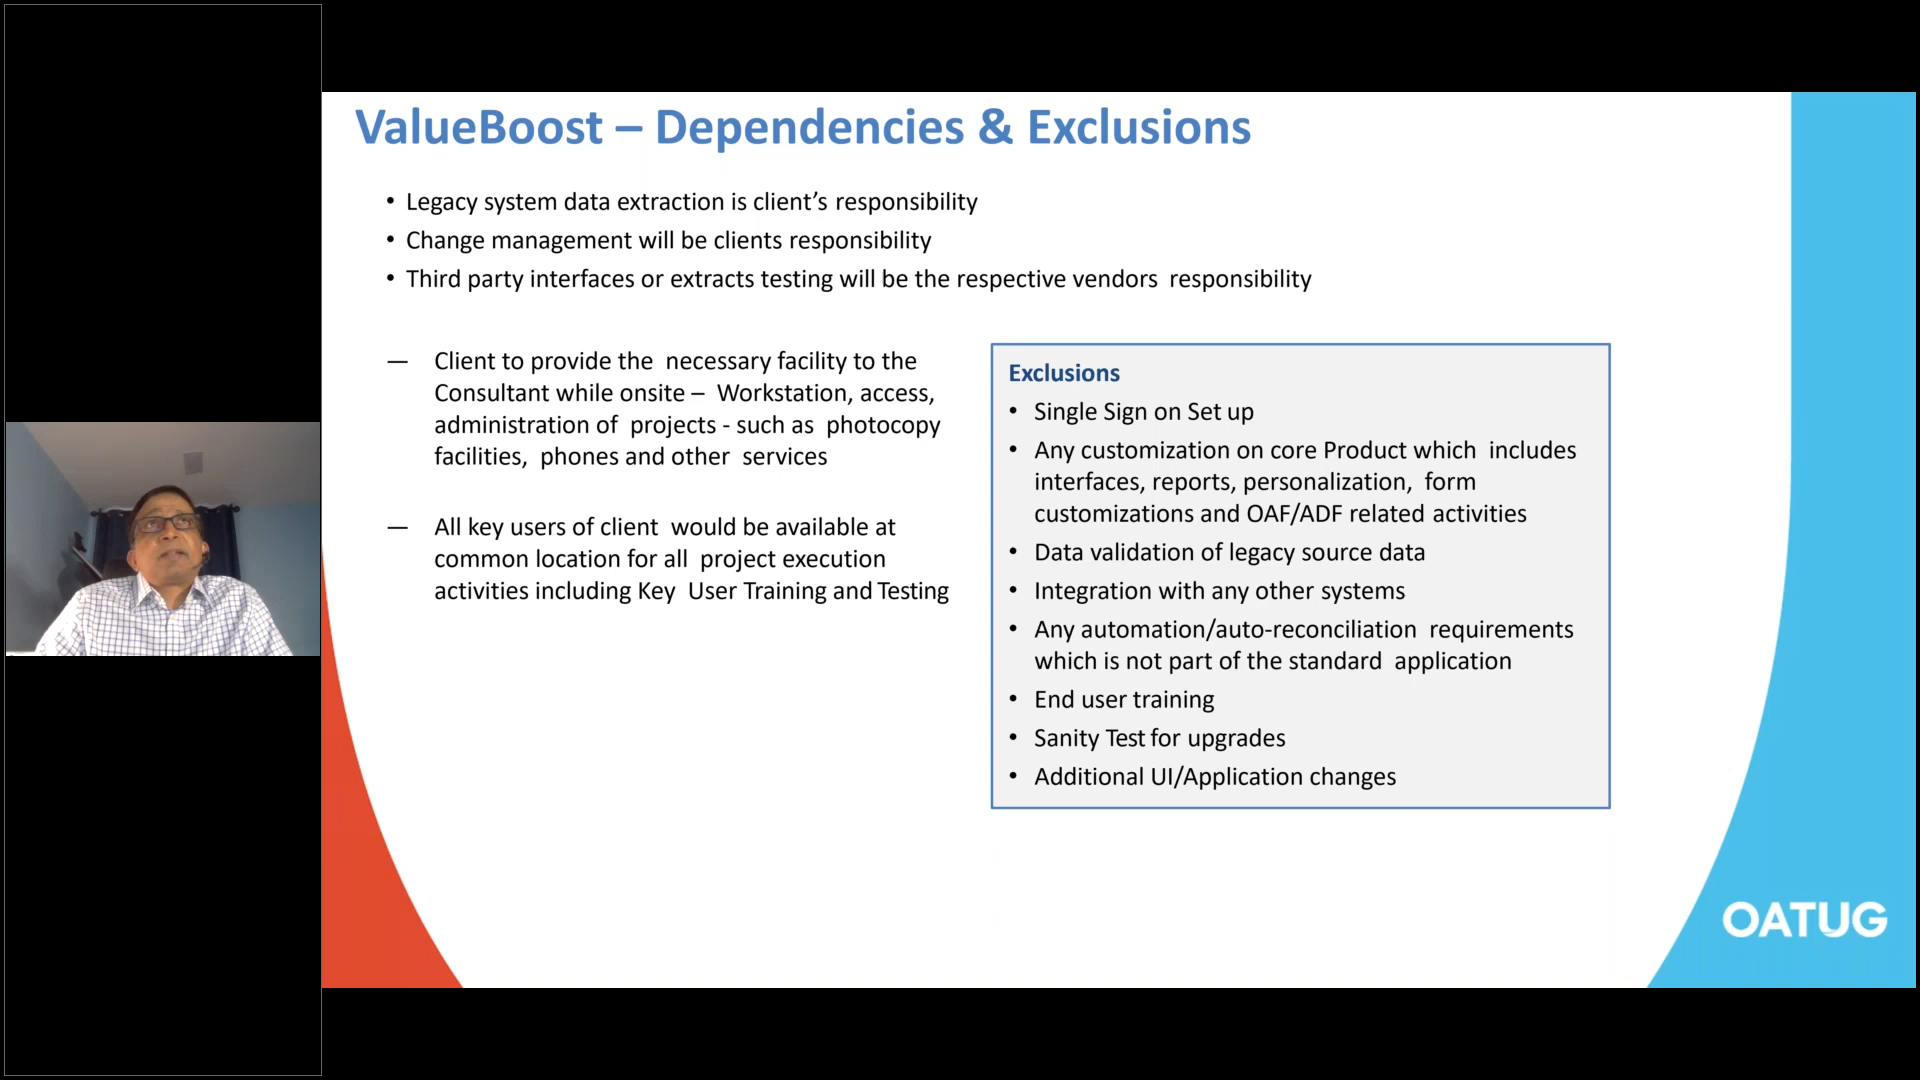 ValueBoost – Dependencies & Exclusions
• Legacy system data extraction is client’s responsibility
• Change management will be clients responsibility
• Third party interfaces or extracts testing will be the respective vendors responsibility
— Client to provide the necessary facility to the
Consultant while onsite – Workstation, access,
administration of projects - such as photocopy
facilities, phones and other services
— All key users of client would be available at
common location for all project execution
activities including Key User Training and Testing
Exclusions
• Single Sign on Set up
• Any customization on core Product which includes
interfaces, reports, personalization, form
customizations and OAF/ADF related activities
• Data validation of legacy source data
• Integration with any other systems
• Any automation/auto-reconciliation requirements
which is not part of the standard application
• End user training
• Sanity Test for upgrades
• Additional UI/Application changes
OATUG